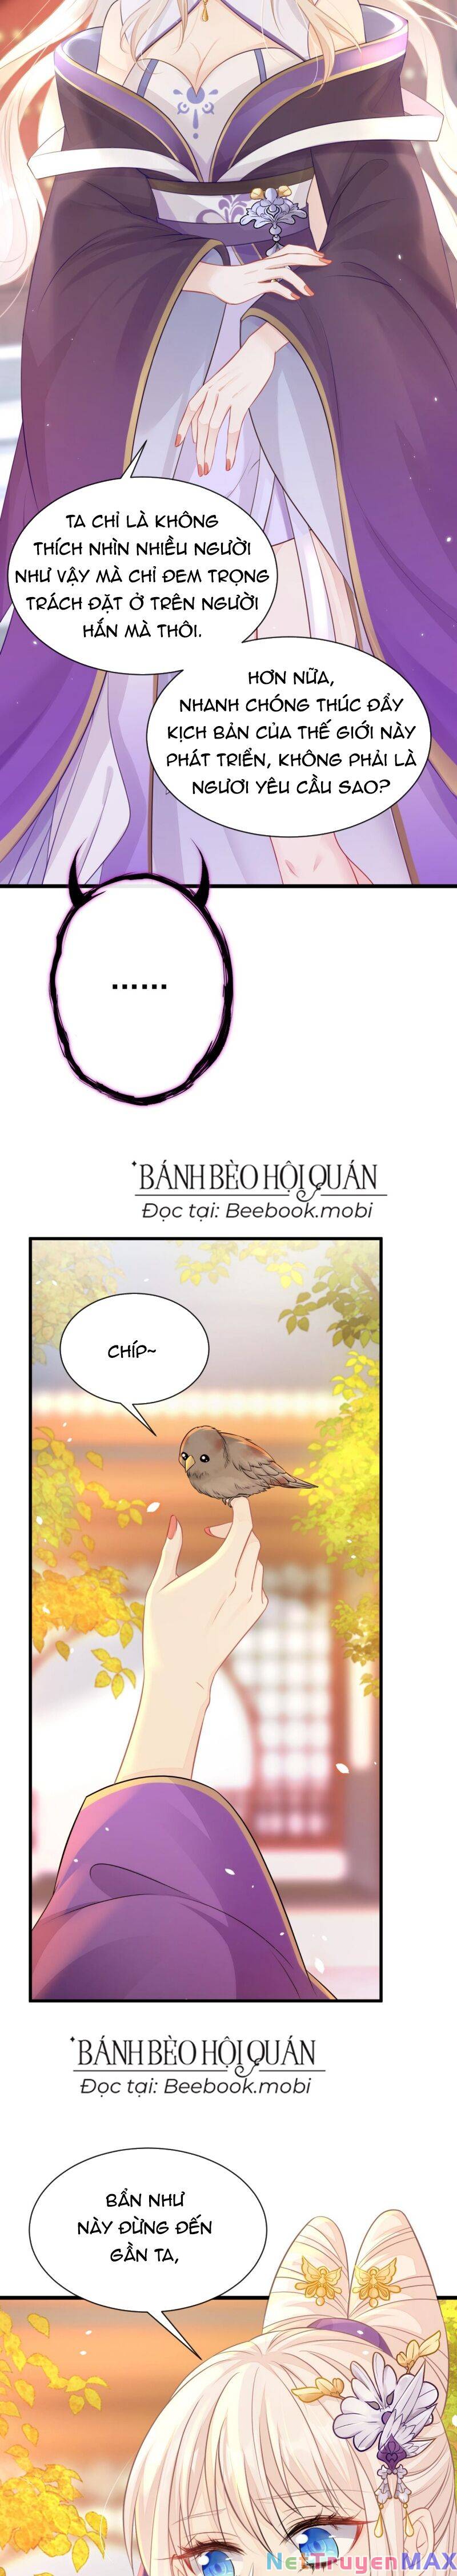 TA CHỈ LÀ KHÔNG
THÍCH NHÌN NHIỀU NGƯỜI
NHƯ VẬY MÀ CHỈ ĐEM TRỌNG
TRÁCH ĐẶT Ở TRÊN NGƯỜI
HẮN MÀ THÔI.
HƠN NỮA,
NHANH CHÓNG THÚC ĐẨY
KỊCH BẢN CỦA THẾ GIỚI NÀY
PHÁT TRIỂN, KHÔNG PHẢI LÀ
NGƯƠI YÊU CẦU SAO?
......
BÁNH BÈO HỘI QUÁN
Đọc tại: Beebook.mobi
CHÍP~
BÁNH BÈO HỘI QUÁN
Đọc tại: Beebook.mobi
BẨN NHƯ
NÀY ĐỪNG ĐẾN
GẦN TA,
NETTRUYENMAX